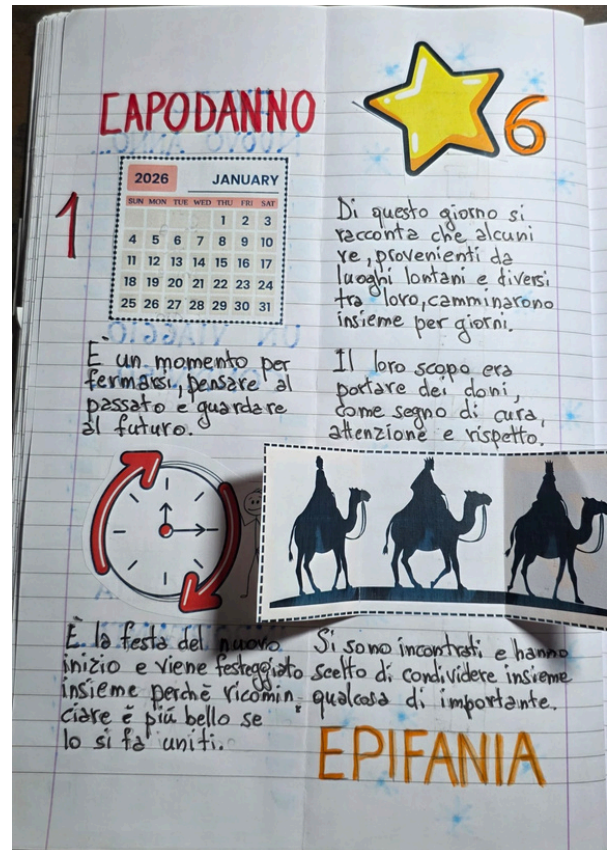 CAPODANNO
1
2026 JANUARY
SUN MON TUE WED THU FRI SAT
1 2 3
4 5 6 7 8 9 10
11 12 13 14 15 16 17
18 19 20 21 22 23 24
25 26 27 28 29 30 31
È un momento per
fermarsi, pensare al
passato e guardare
al futuro.
È la festa del nuovo
inizio e viene festeggiato
insieme perchè ricomin
ciare è più bello se
lo si fa uniti.
6
Di questo giorno si
racconta che alcuni
re, provenienti da
luoghi lontani e diversi
tra loro, camminarono
insieme per giorni.
Il loro scopo era
portare dei doni,
come segno di cura,
attenzione e rispetto.
Si sono incontrati e hanno
scelto di condividere insieme
qualcosa di importante.
EPIFANIA